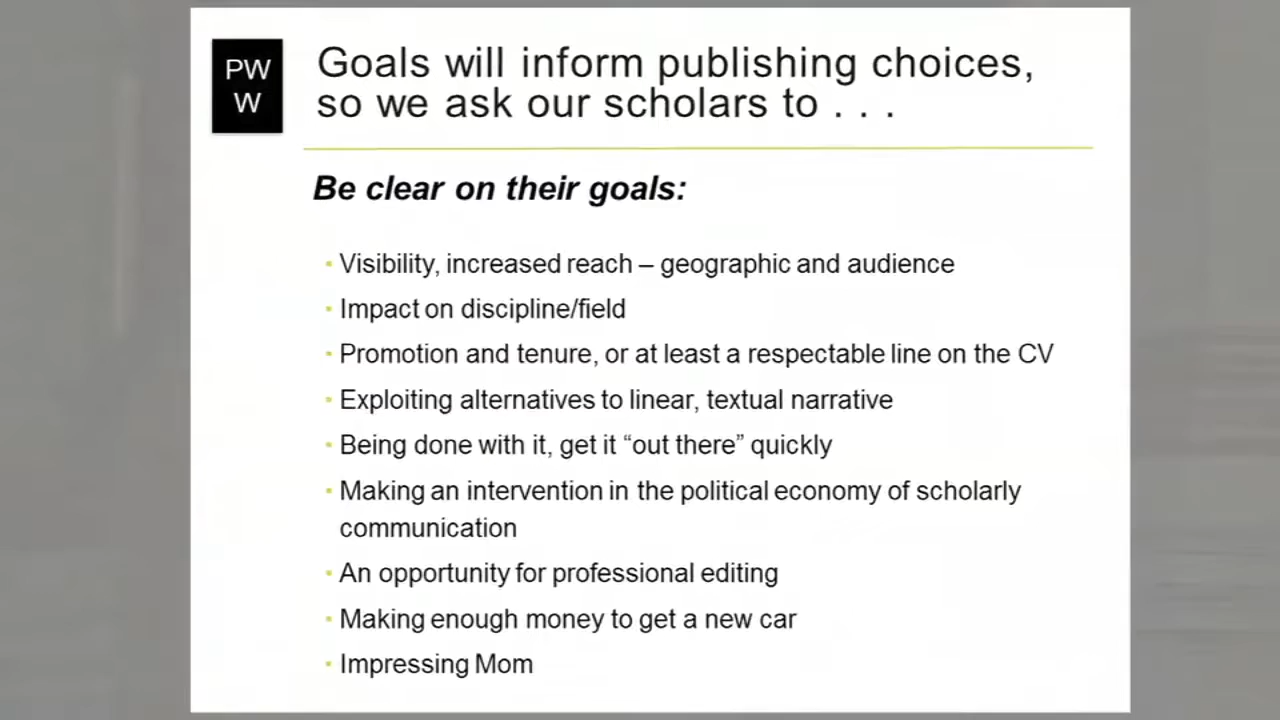 PW
W
Goals will inform publishing choices,
so we ask our scholars to . . .
Be clear on their goals:
Visibility, increased reach – geographic and audience
Impact on discipline/field
Promotion and tenure, or at least a respectable line on the CV
Exploiting alternatives to linear, textual narrative
Being done with it, get it “out there” quickly
Making an intervention in the political economy of scholarly
communication
An opportunity for professional editing
Making enough money to get a new car
Impressing Mom